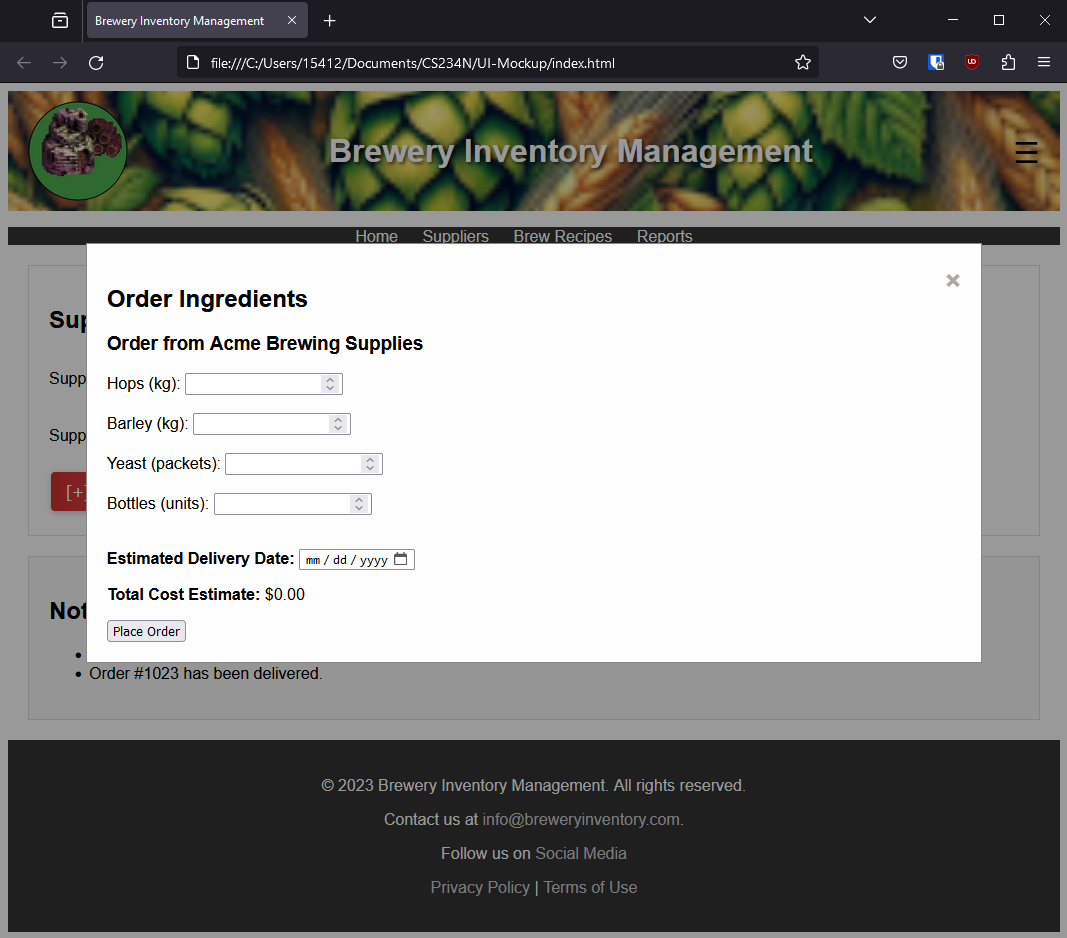 Brewery Inventory Management
file:///C:/Users/15412/Documents/CS234N/UI-Mockup/index.html
Brewery Inventory Management
Home Suppliers Brew Recipes Reports
Order Ingredients
Order from Acme Brewing Supplies
Hops (kg):
Barley (kg):
Yeast (packets):
Bottles (units):
Estimated Delivery Date: mm / dd / yyyy
Total Cost Estimate: $0.00
Place Order
Sup
Supp
Supp
[+]
Not
Order #1023 has been delivered.
© 2023 Brewery Inventory Management. All rights reserved.
Contact us at info@breweryinventory.com.
Follow us on Social Media
Privacy Policy | Terms of Use